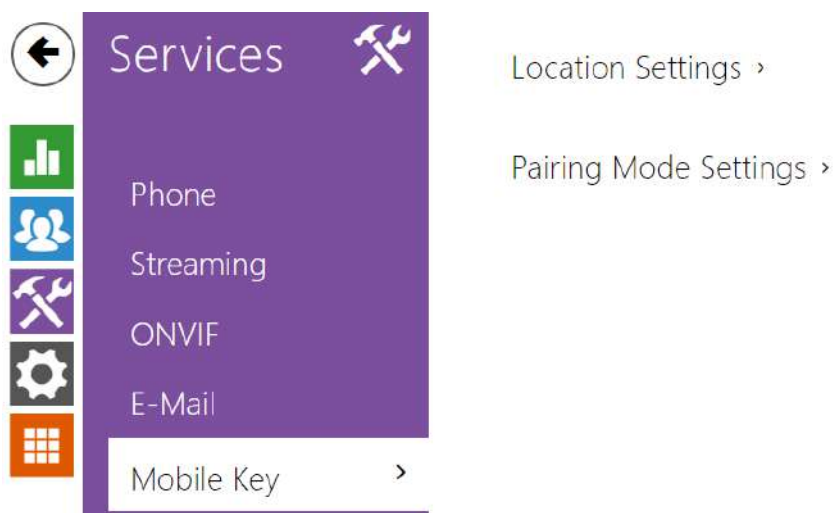 Services
Phone
Streaming
ONVIF
E-Mail
Mobile Key
Location Settings
Pairing Mode Settings